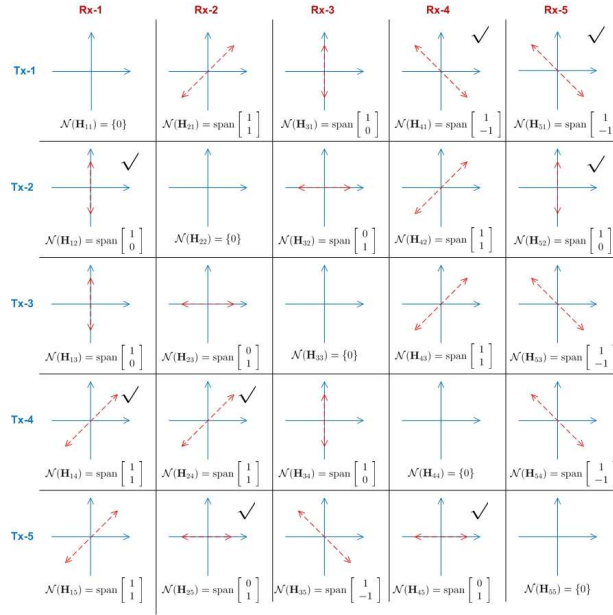 Rx-1 Rx-2 Rx-3 Rx-4 Rx-5
Tx-1 √ √
𝒩(H₁₁) = {0} 𝒩(H₂₁) = span [1 1] 𝒩(H₃₁) = span [1 0] 𝒩(H₄₁) = span [1 −1] 𝒩(H₅₁) = span [1 −1]
Tx-2 √ √
𝒩(H₁₂) = span [1 0] 𝒩(H₂₂) = {0} 𝒩(H₃₂) = span [0 1] 𝒩(H₄₂) = span [1 1] 𝒩(H₅₂) = span [1 0]
Tx-3
𝒩(H₁₃) = span [1 0] 𝒩(H₂₃) = span [0 1] 𝒩(H₃₃) = {0} 𝒩(H₄₃) = span [1 1] 𝒩(H₅₃) = span [1 −1]
Tx-4 √ √
𝒩(H₁₄) = span [1 1] 𝒩(H₂₄) = span [1 1] 𝒩(H₃₄) = span [1 0] 𝒩(H₄₄) = {0} 𝒩(H₅₄) = span [1 −1]
Tx-5 √ √
𝒩(H₁₅) = span [1 1] 𝒩(H₂₅) = span [0 1] 𝒩(H₃₅) = span [1 −1] 𝒩(H₄₅) = span [0 1] 𝒩(H₅₅) = {0}